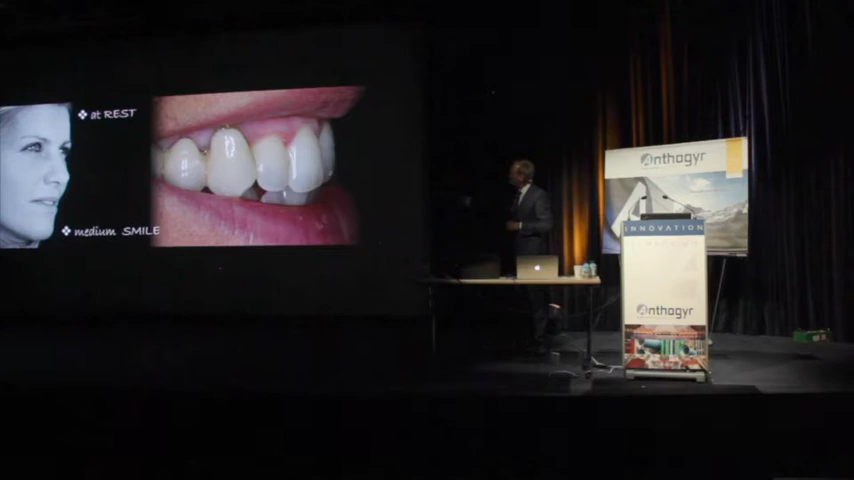 ❖ at REST
❖ medium SMILE
Anthogyr
INNOVATION
Anthogyr